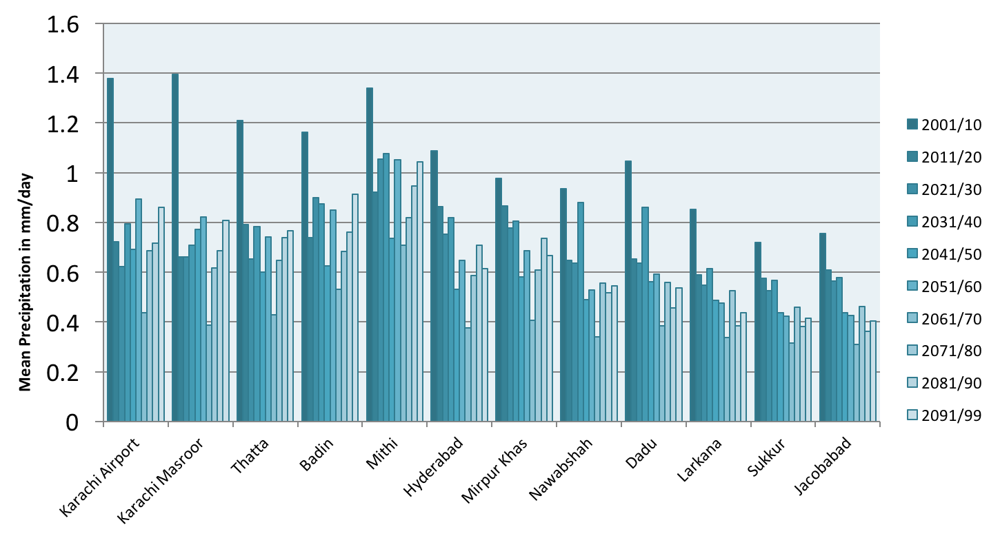 Mean Precipitation in mm/day
1.6
1.4
1.2
1
0.8
0.6
0.4
0.2
0
Karachi Airport
Karachi Masroor
Thatta
Badin
Mithi
Hyderabad
Mirpur Khas
Nawabshah
Dadu
Larkana
Sukkur
Jacobabad
2001/10
2011/20
2021/30
2031/40
2041/50
2051/60
2061/70
2071/80
2081/90
2091/99